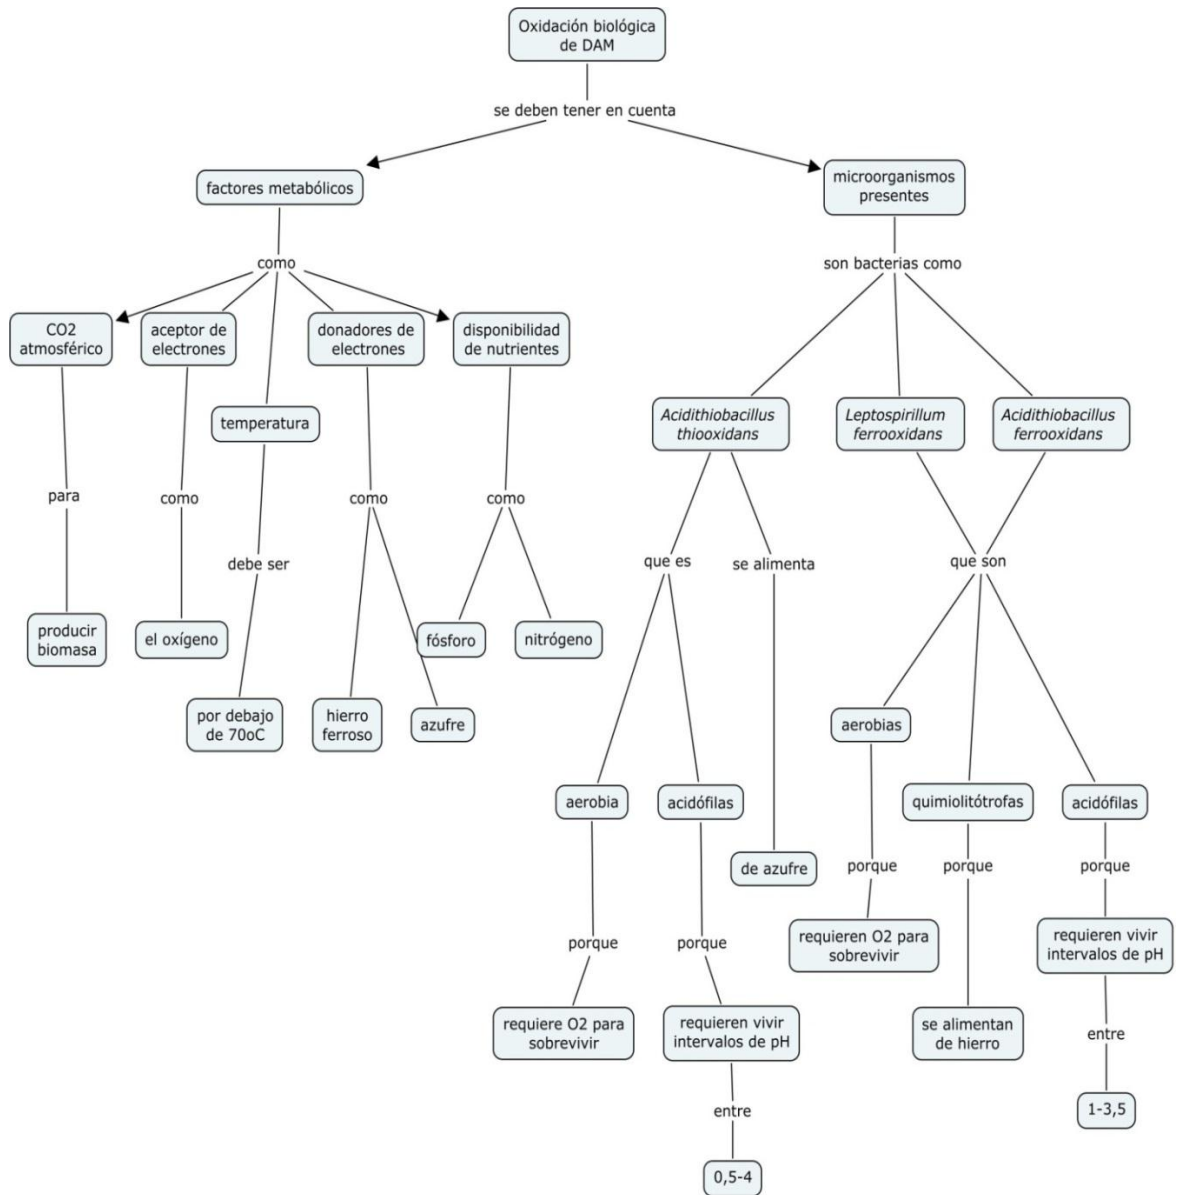 Oxidación biológica
de DAM
se deben tener en cuenta
factores metabólicos
microorganismos
presentes
como
son bacterias como
CO2
atmosférico
aceptor de
electrones
donadores de
electrones
disponibilidad
de nutrientes
temperatura
Acidithiobacillus
thiooxidans
Leptospirillum
ferrooxidans
Acidithiobacillus
ferrooxidans
para
como
como
como
debe ser
que es
se alimenta
que son
producir
biomasa
el oxígeno
fósforo
nitrógeno
por debajo
de 70oC
hierro
ferroso
azufre
aerobias
aerobia
acidófilas
quimiolitótrofas
acidófilas
de azufre
porque
porque
porque
porque
porque
requieren O2 para
sobrevivir
requieren vivir
intervalos de pH
requiere O2 para
sobrevivir
requieren vivir
intervalos de pH
se alimentan
de hierro
entre
entre
1-3,5
0,5-4